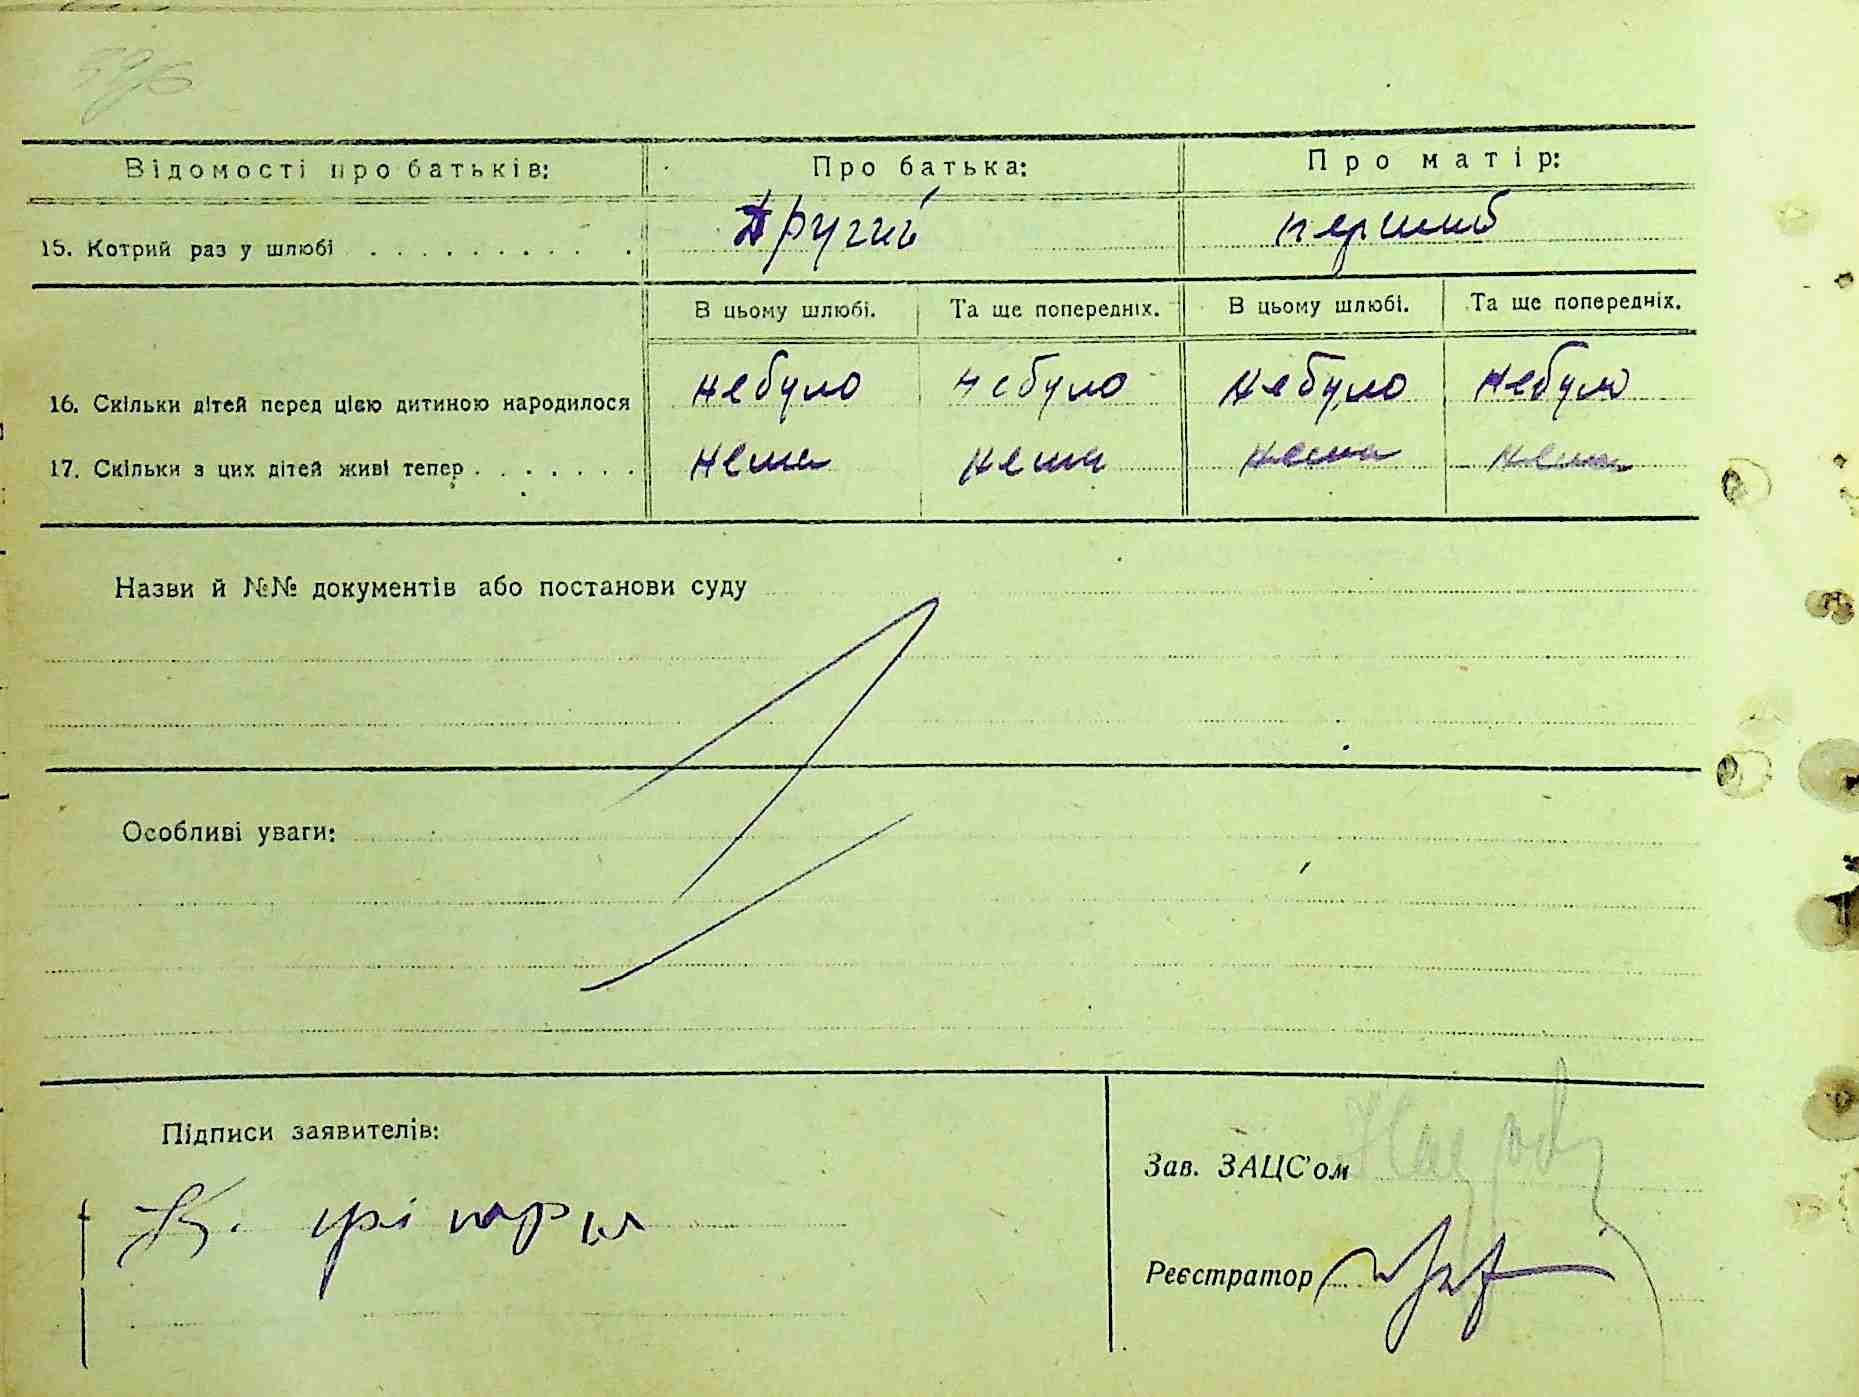 Відомості про батьків: Про батька: Про матір:
15. Котрий раз у шлюбі Другий перший
В цьому шлюбі. Та ще попередніх. В цьому шлюбі. Та ще попередніх.
16. Скільки дітей перед цією дитиною народилося небуло небуло небуло небуло
17. Скільки з цих дітей живі тепер нема нема нема нема
Назви й №№ документів або постанови суду
Особливі уваги:
Підписи заявителів:
Зав. ЗАЦС’ом
Реєстратор